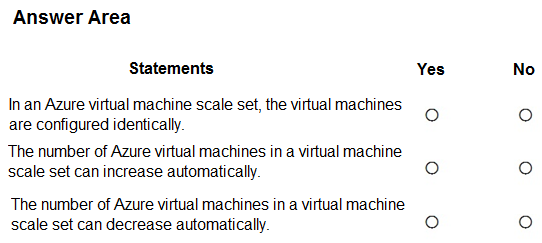 Answer Area
Statements Yes No
In an Azure virtual machine scale set, the virtual machines
are configured identically.
The number of Azure virtual machines in a virtual machine
scale set can increase automatically.
The number of Azure virtual machines in a virtual machine
scale set can decrease automatically.